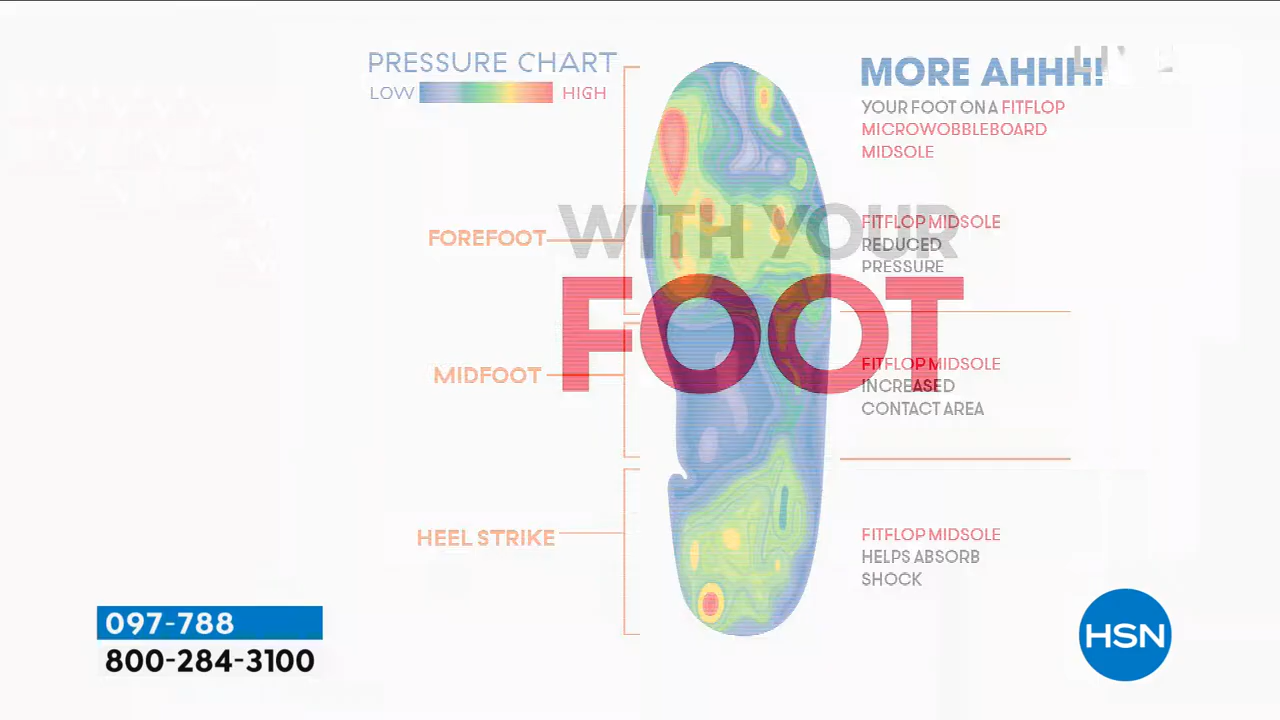 PRESSURE CHART
LOW
HIGH
MORE AHHH!
YOUR FOOT ON A FITFLOP
MICROWOBBLEBOARD
MIDSOLE
WITH YOUR
FOOT
FOREFOOT
FITFLOP MIDSOLE
REDUCED
PRESSURE
MIDFOOT
FITFLOP MIDSOLE
INCREASED
CONTACT AREA
HEEL STRIKE
FITFLOP MIDSOLE
HELPS ABSORB
SHOCK
097-788
800-284-3100
HSN